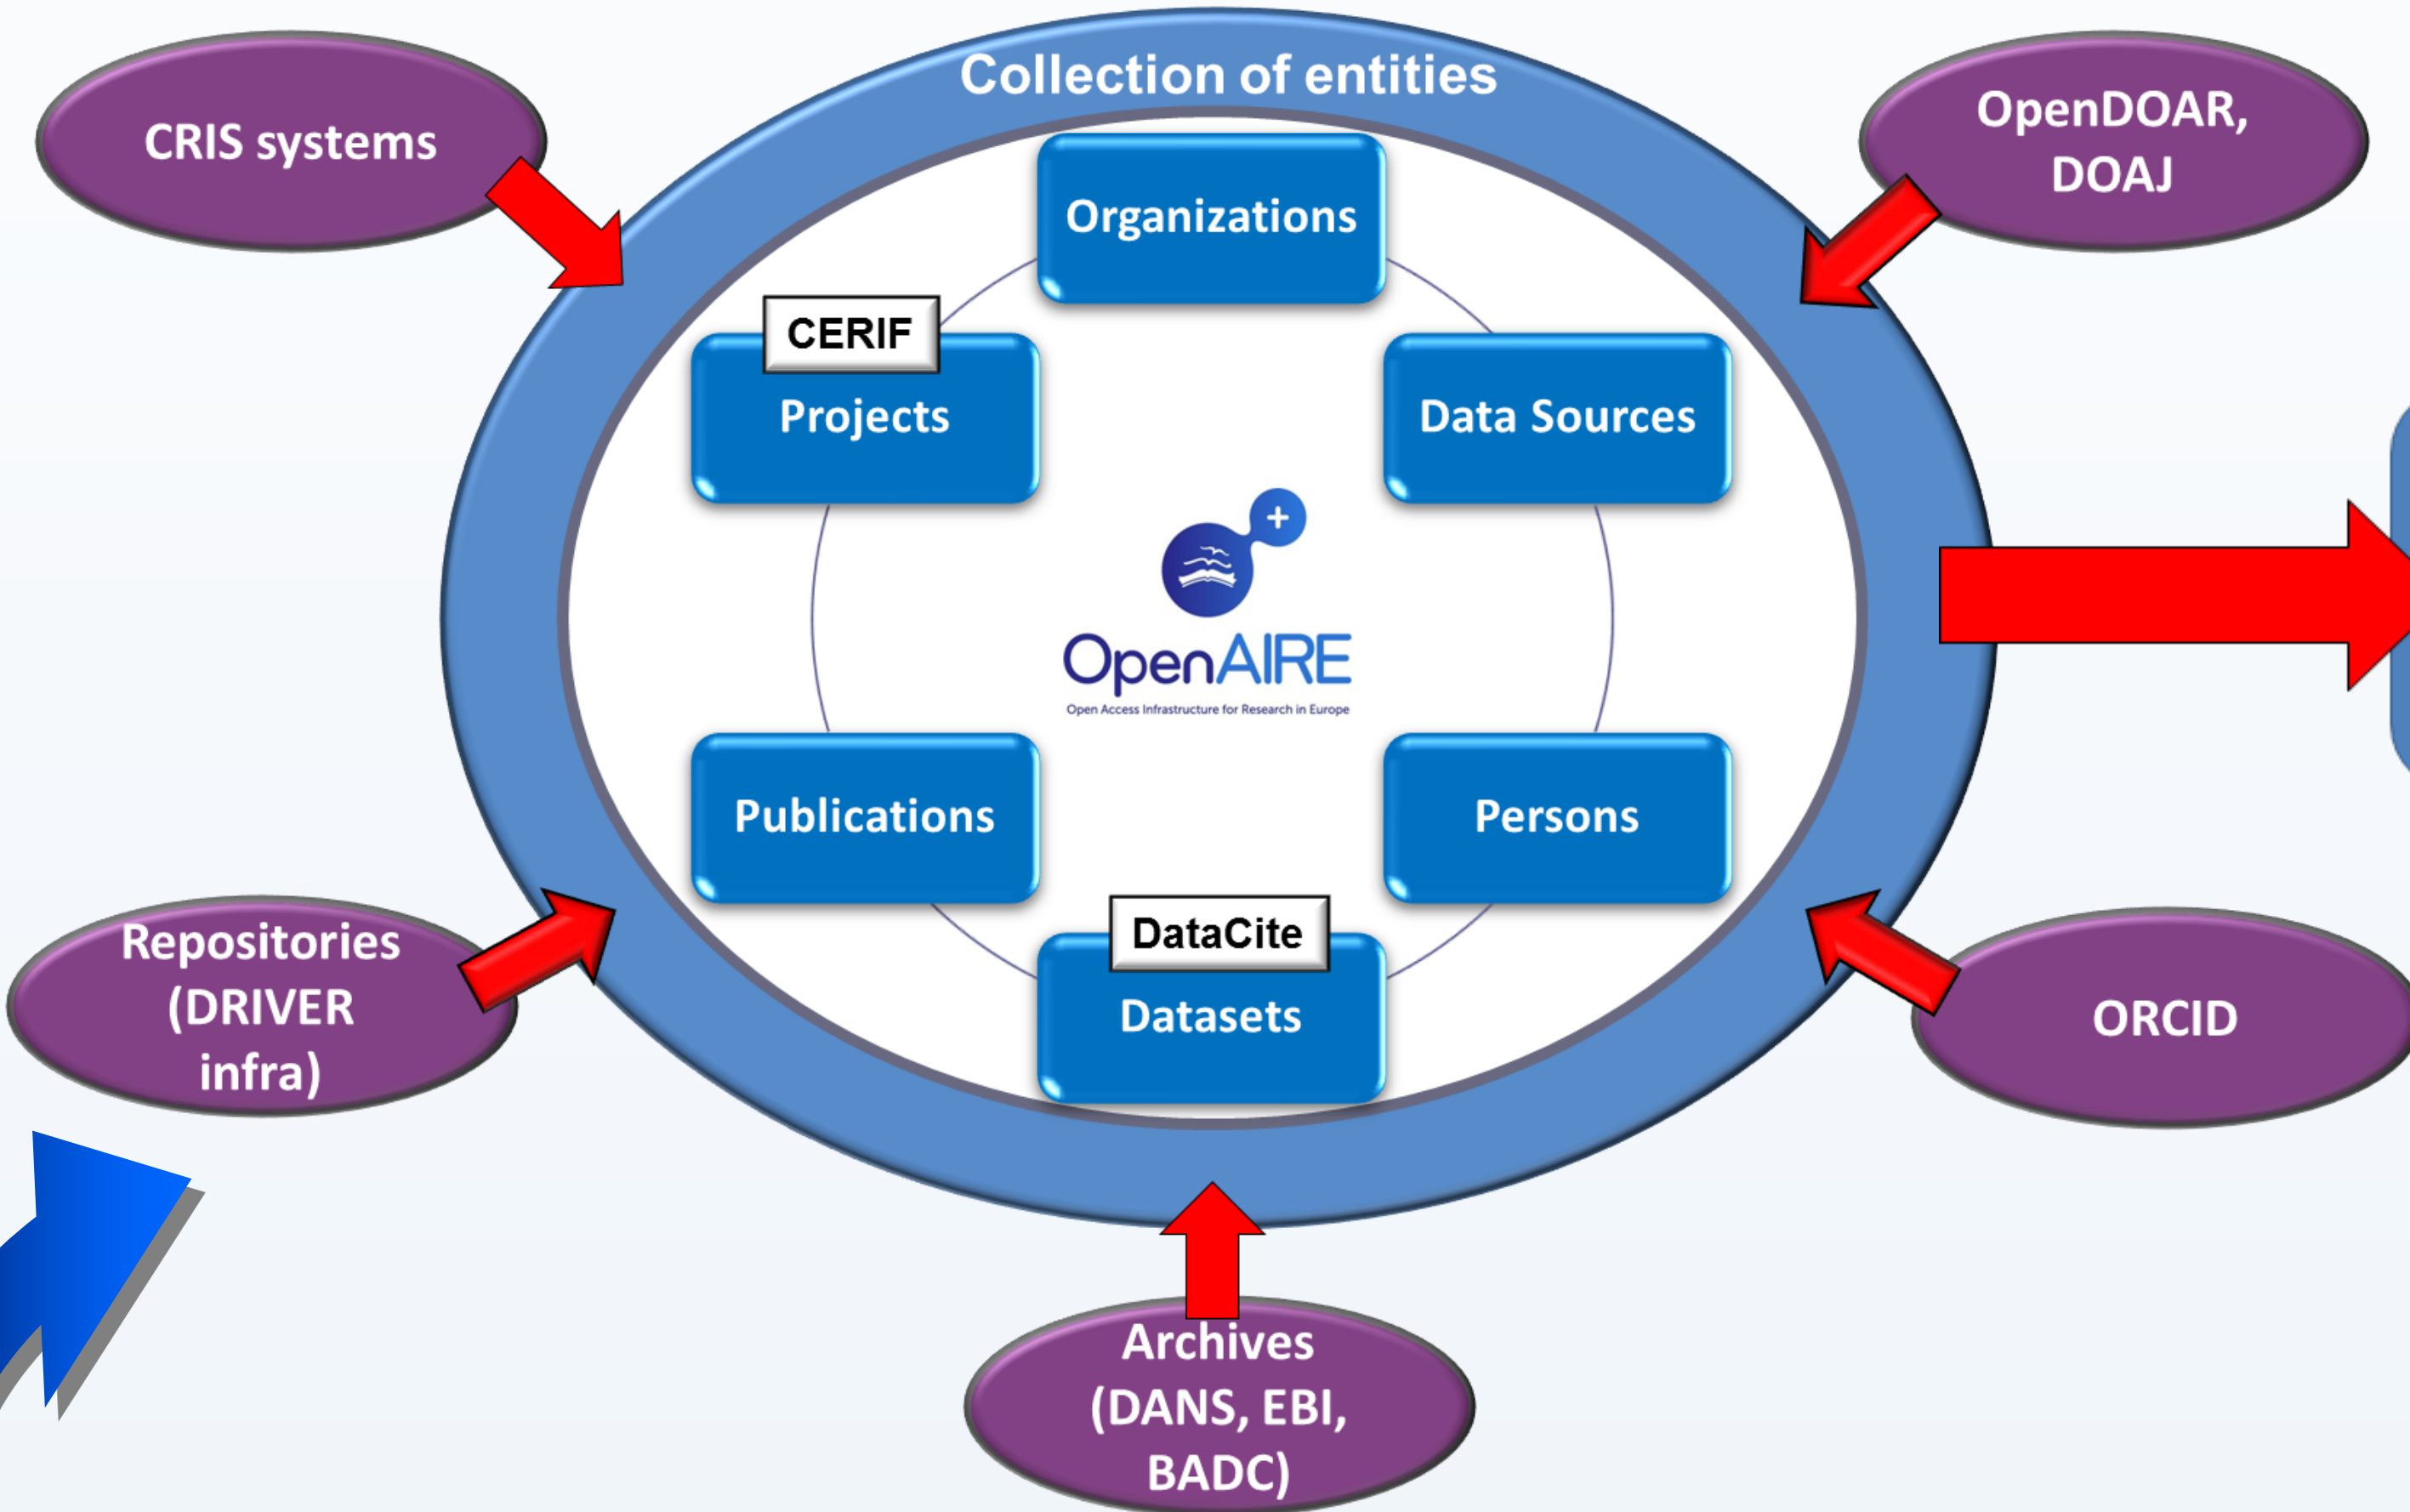 Collection of entities
CRIS systems
OpenDOAR,
DOAJ
Organizations
CERIF
Projects
Data Sources
+
OpenAIRE
Open Access Infrastructure for Research in Europe
Publications
Persons
Repositories
(DRIVER
infra)
DataCite
Datasets
ORCID
Archives
(DANS, EBI,
BADC)